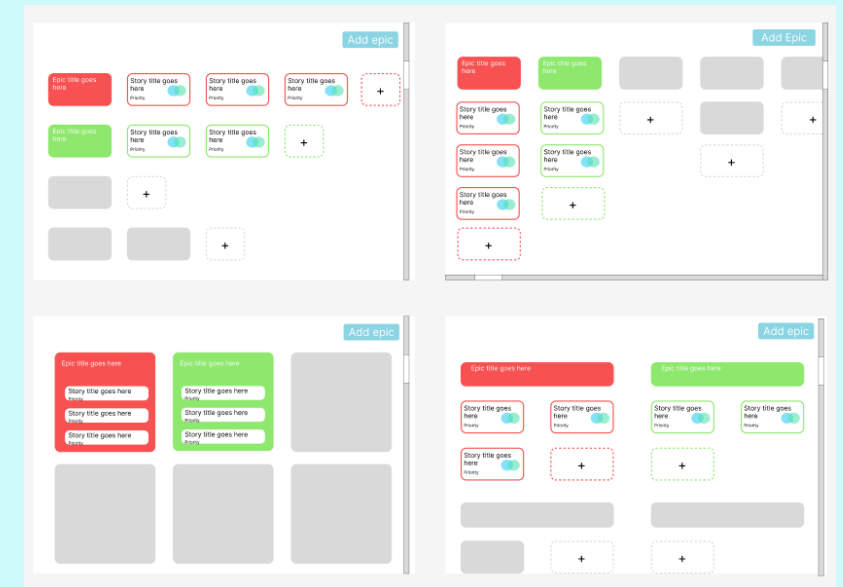 Add epic
Epic title goes
here
Story title goes
here
Priority
Story title goes
here
Priority
Story title goes
here
Priority
+
Epic title goes
here
Story title goes
here
Priority
Story title goes
here
Priority
+
+
+
Add Epic
Epic title goes
here
Epic title goes
here
Story title goes
here
Priority
Story title goes
here
Priority
+
+
Story title goes
here
Priority
Story title goes
here
Priority
+
Story title goes
here
Priority
+
+
Add epic
Epic title goes here
Story title goes here
Priority
Story title goes here
Priority
Story title goes here
Priority
Epic title goes here
Story title goes here
Priority
Story title goes here
Priority
Story title goes here
Priority
Add epic
Epic title goes here
Epic title goes here
Story title goes
here
Priority
Story title goes
here
Priority
Story title goes
here
Priority
Story title goes
here
Priority
Story title goes
here
Priority
+
+
+
+